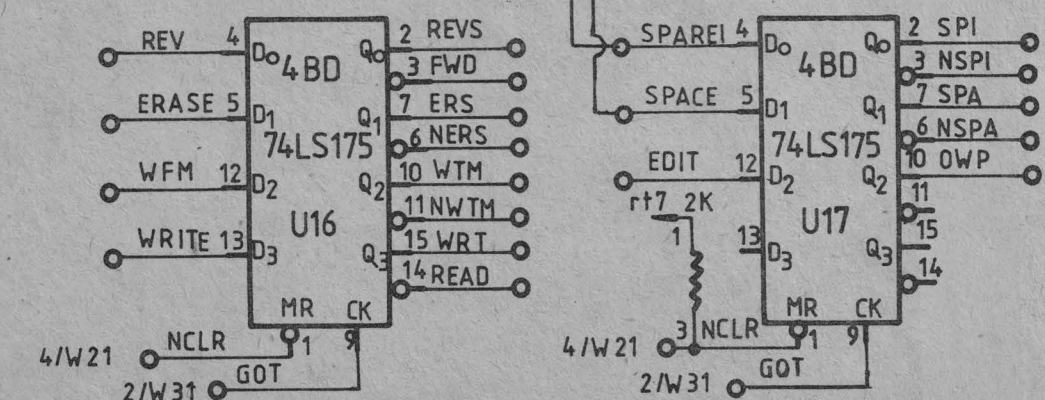 REV 4 D0 4BD Q0 2 REVS
3 FWD
ERASE 5 D1 Q1 7 ERS
74LS175 6 NERS
WFM 12 D2 Q2 10 WTM
U16 11 NWTM
WRITE 13 D3 Q3 15 WRT
14 READ
MR CK
4/W21 NCLR 1 9
2/W31 GOT
SPAREI 4 D0 4BD Q0 2 SPI
3 NSPI
SPACE 5 D1 Q1 7 SPA
74LS175 6 NSPA
EDIT 12 D2 Q2 10 OWP
rt7 2K U17 11
1 13 D3 Q3 15
14
MR CK
4/W21 3 NCLR 1 9
2/W31 GOT